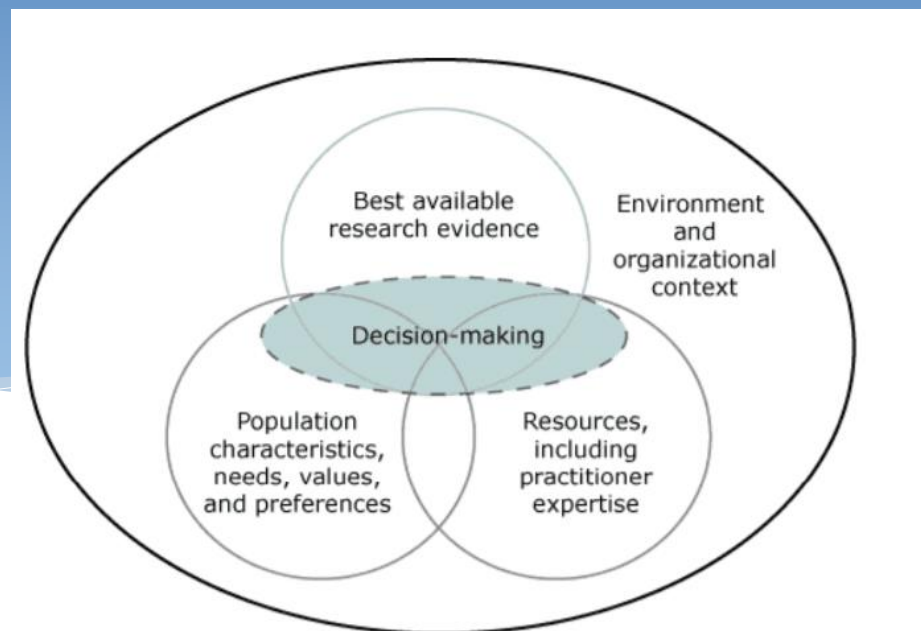 Best available
research evidence
Environment
and
organizational
context
Decision-making
Population
characteristics,
needs, values,
and preferences
Resources,
including
practitioner
expertise